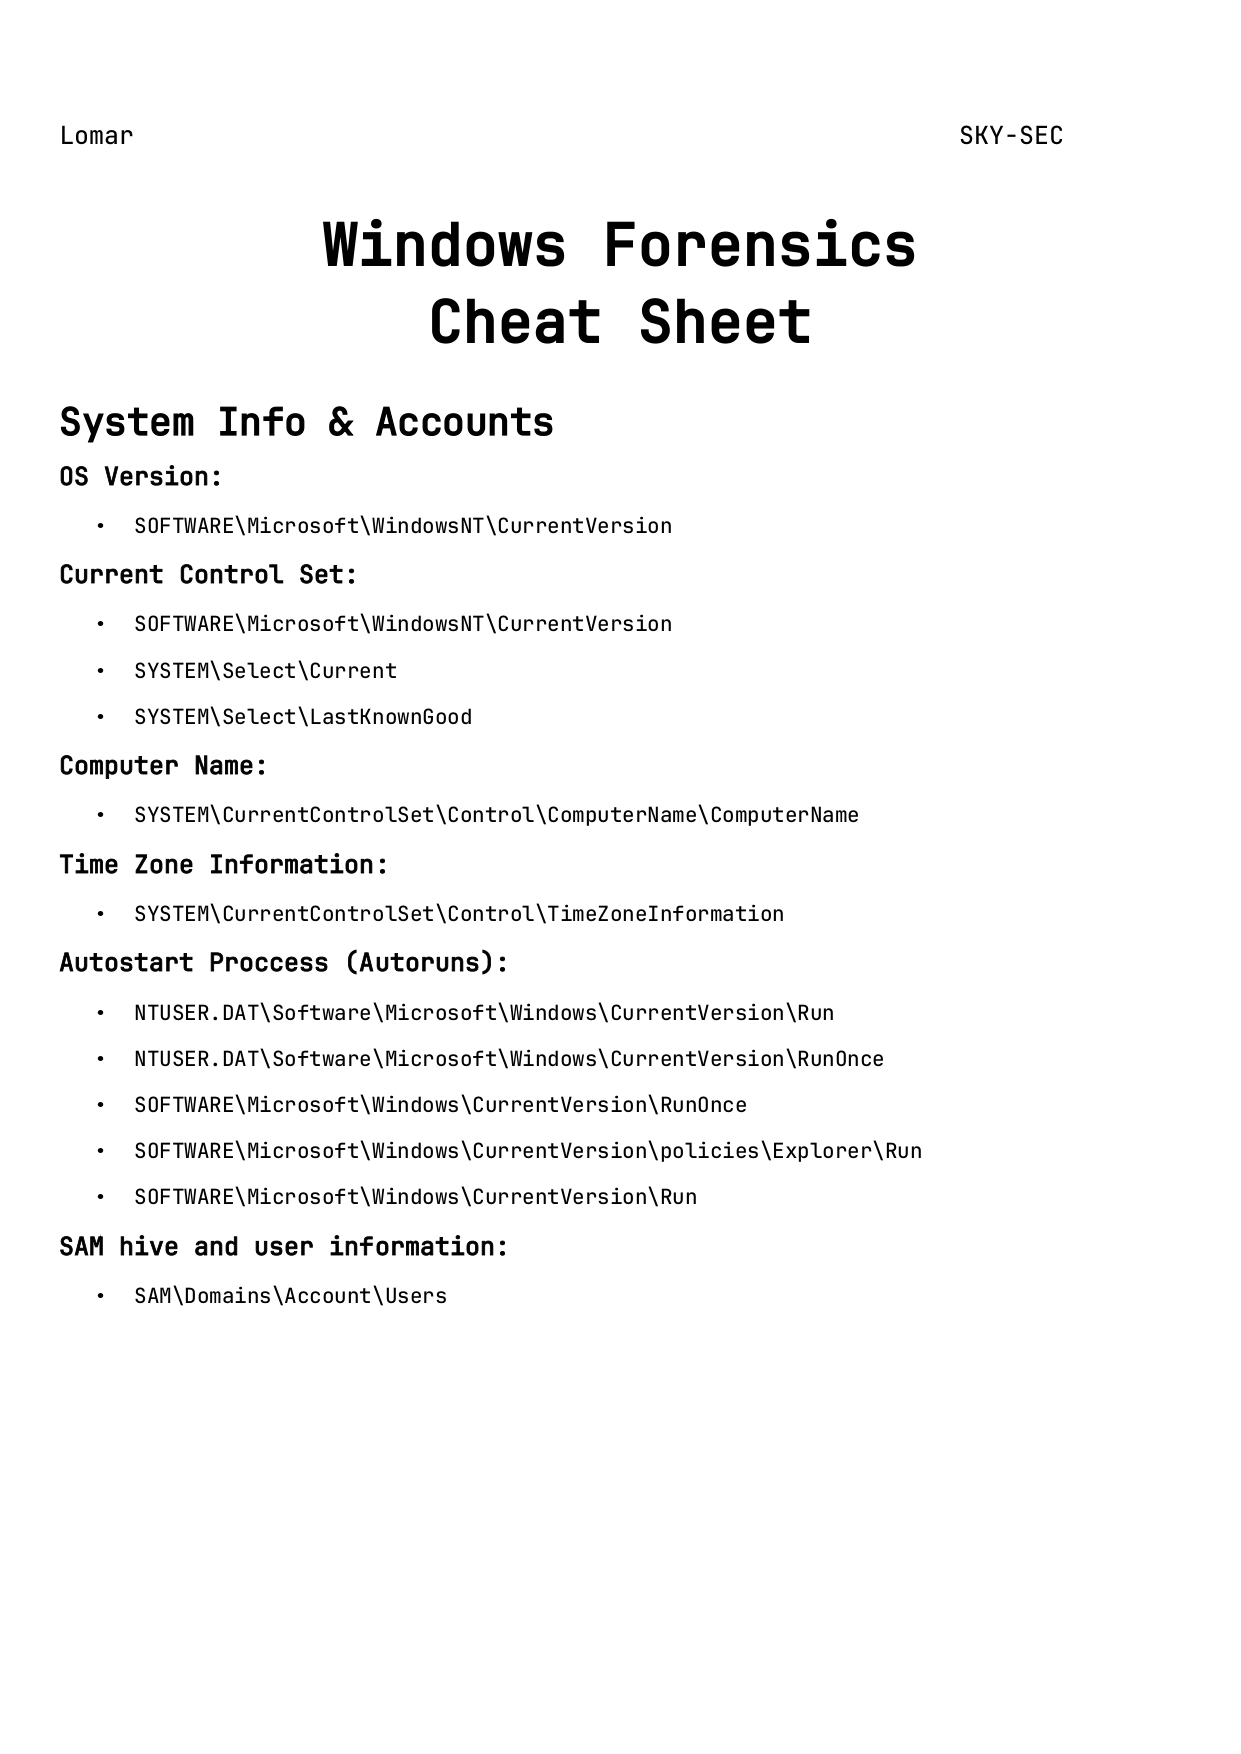 Lomar SKY-SEC
Windows Forensics
Cheat Sheet
System Info & Accounts
OS Version:
• SOFTWARE\Microsoft\WindowsNT\CurrentVersion
Current Control Set:
• SOFTWARE\Microsoft\WindowsNT\CurrentVersion
• SYSTEM\Select\Current
• SYSTEM\Select\LastKnownGood
Computer Name:
• SYSTEM\CurrentControlSet\Control\ComputerName\ComputerName
Time Zone Information:
• SYSTEM\CurrentControlSet\Control\TimeZoneInformation
Autostart Proccess (Autoruns):
• NTUSER.DAT\Software\Microsoft\Windows\CurrentVersion\Run
• NTUSER.DAT\Software\Microsoft\Windows\CurrentVersion\RunOnce
• SOFTWARE\Microsoft\Windows\CurrentVersion\RunOnce
• SOFTWARE\Microsoft\Windows\CurrentVersion\policies\Explorer\Run
• SOFTWARE\Microsoft\Windows\CurrentVersion\Run
SAM hive and user information:
• SAM\Domains\Account\Users